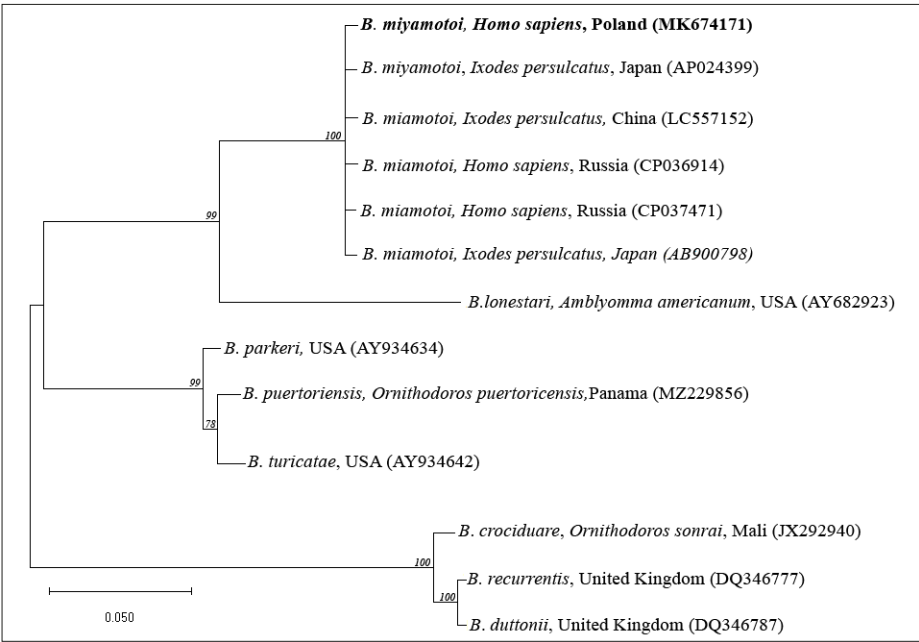 B. miyamotoi, Homo sapiens, Poland (MK674171)
B. miyamotoi, Ixodes persulcatus, Japan (AP024399)
B. miamotoi, Ixodes persulcatus, China (LC557152)
100
B. miamotoi, Homo sapiens, Russia (CP036914)
B. miamotoi, Homo sapiens, Russia (CP037471)
99
B. miamotoi, Ixodes persulcatus, Japan (AB900798)
B.lonestari, Amblyomma americanum, USA (AY682923)
B. parkeri, USA (AY934634)
99
B. puertoriensis, Ornithodoros puertoricensis,Panama (MZ229856)
78
B. turicatae, USA (AY934642)
B. crociduare, Ornithodoros sonrai, Mali (JX292940)
100
B. recurrentis, United Kingdom (DQ346777)
100
B. duttonii, United Kingdom (DQ346787)
0.050